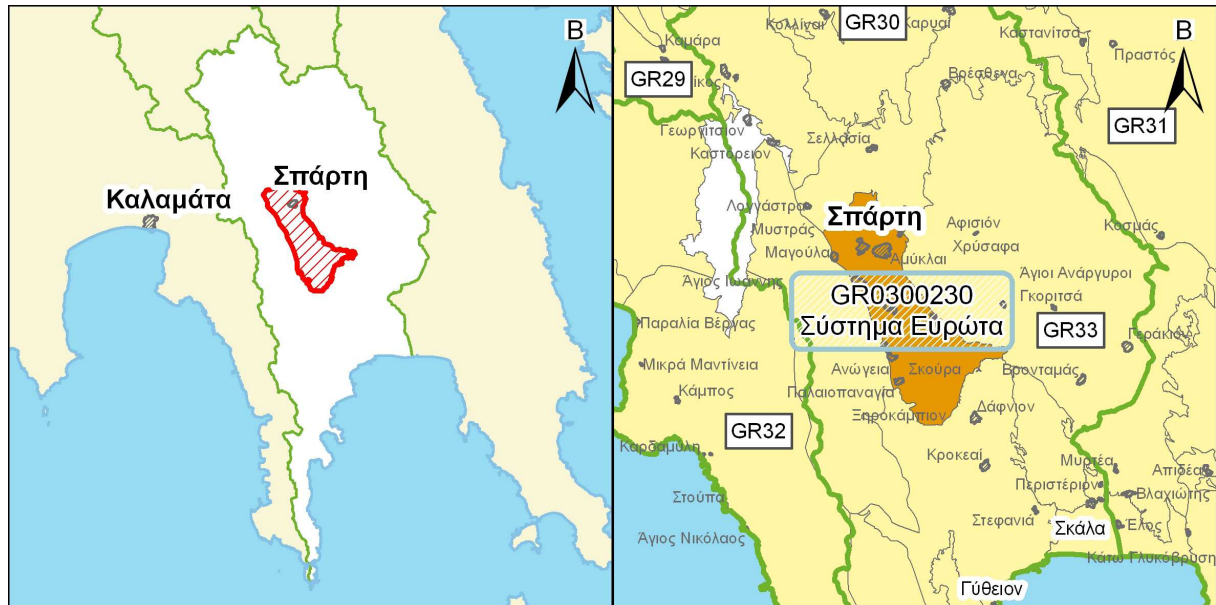 Β
Σπάρτη
Καλαμάτα
Κολλίναι
GR30
Καρυαί
Καστανίτσα
Β
Καμάρα
Πραστός
GR29
Βρέσθενα
GR31
Γεωργίτσιον
Σελλασία
Καστόρειον
Λογγάστρα
Σπάρτη
Αφισιόν
Κοσμάς
Μυστράς
Χρύσαφα
Μαγούλα
Αμύκλαι
Άγιος Ιωάννης
Άγιοι Ανάργυροι
GR0300230
Γκοριτσά
Σύστημα Ευρώτα
Παραλία Βέργας
GR33
Γεράκιον
Μικρά Μαντίνεια
Ανώγεια
Σκούρα
Βρονταμάς
Κάμπος
Παλαιοπαναγία
Ξηροκάμπιον
Δάφνιον
GR32
Καρδαμύλη
Κροκεαί
Μυρτέα
Απιδέα
Περιστέριον
Στούπα
Βλαχιώτης
Στεφανιά
Σκάλα
Έλος
Άγιος Νικόλαος
Κάτω Γλυκόβρυση
Γύθειον